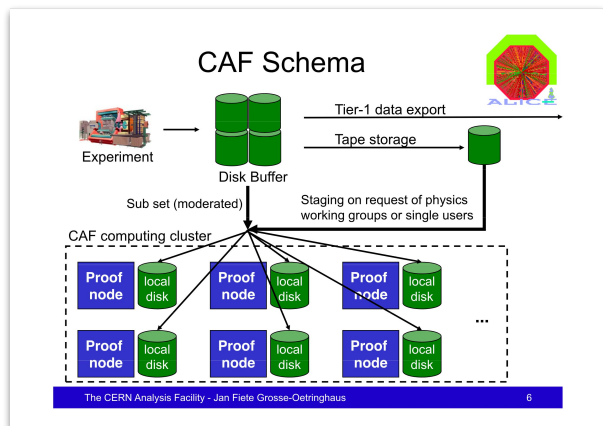 CAF Schema
ALICE
Tier-1 data export
Tape storage
Experiment
Disk Buffer
Sub set (moderated)
Staging on request of physics
working groups or single users
CAF computing cluster
Proof
node
local
disk
Proof
node
local
disk
Proof
node
local
disk
...
Proof
node
local
disk
Proof
node
local
disk
Proof
node
local
disk
The CERN Analysis Facility - Jan Fiete Grosse-Oetringhaus
6